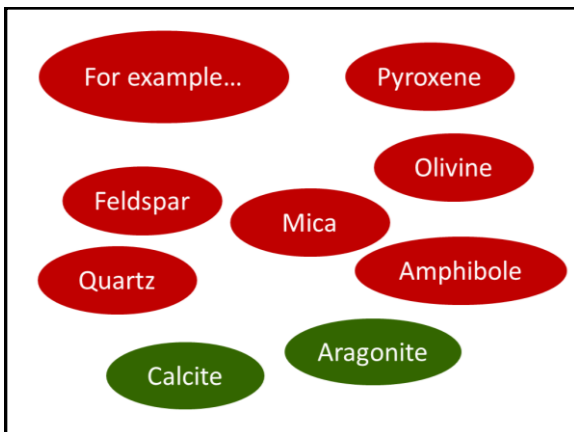 For example...
Pyroxene
Olivine
Feldspar
Mica
Quartz
Amphibole
Aragonite
Calcite